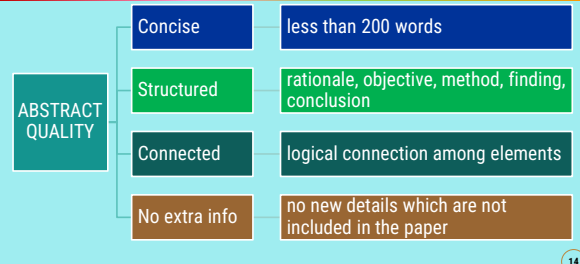 ABSTRACT
QUALITY
Concise
less than 200 words
Structured
rationale, objective, method, finding,
conclusion
Connected
logical connection among elements
No extra info
no new details which are not
included in the paper
14